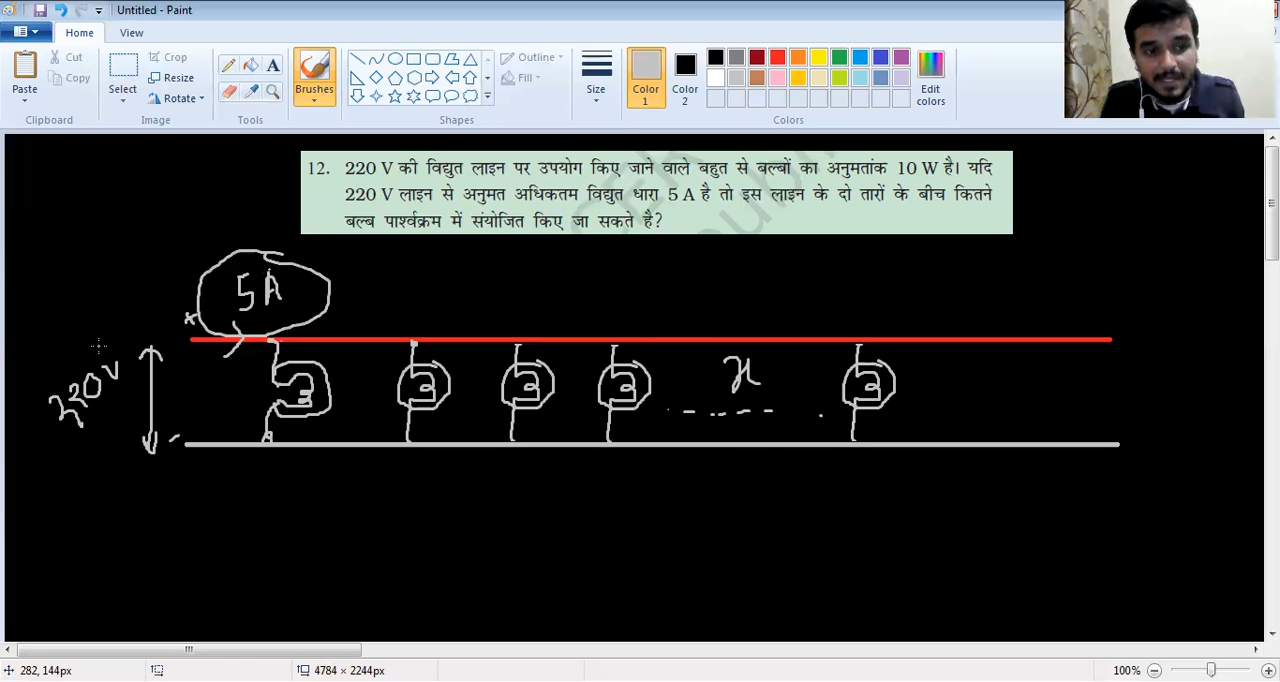 Untitled - Paint
Home View
Paste
Cut
Copy
Clipboard
Select
Crop
Resize
Rotate
Image
Tools
Brushes
Shapes
Outline
Fill
Size
Color 1
Color 2
Edit colors
Colors
12. 220 V की विद्युत लाइन पर उपयोग किए जाने वाले बहुत से बल्बों का अनुमतांक 10 W है। यदि
220 V लाइन से अनुमत अधिकतम विद्युत धारा 5 A है तो इस लाइन के दो तारों के बीच कितने
बल्ब पार्श्वक्रम में संयोजित किए जा सकते है?
5A
220V
x
282, 144px
4784 × 2244px
100%